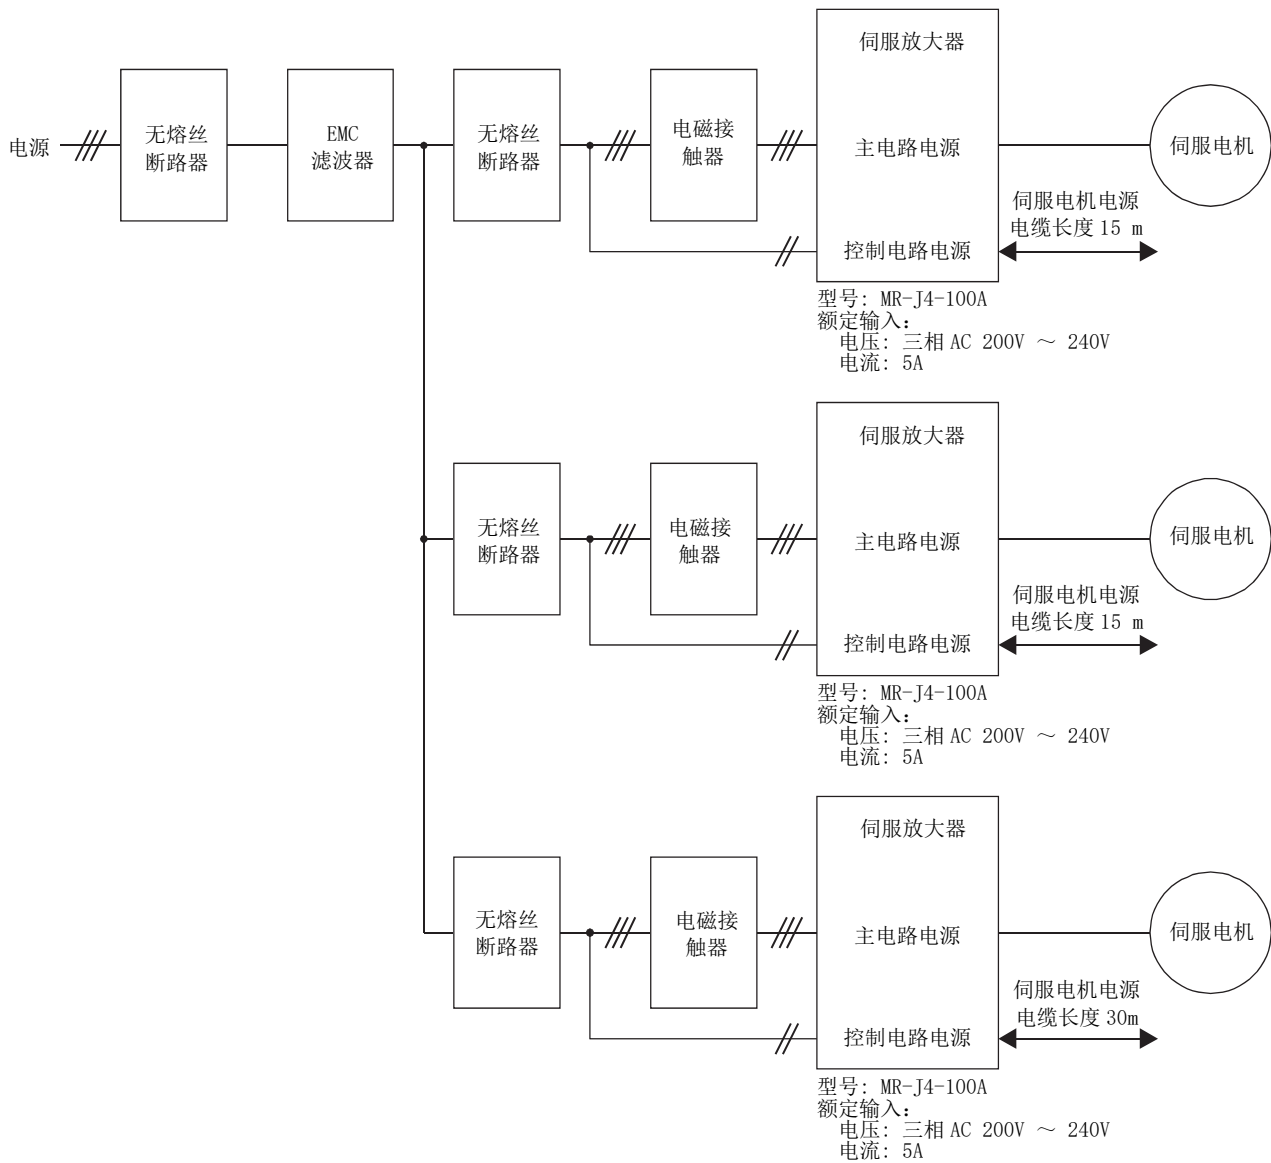 电源
无熔丝
断路器
EMC
滤波器
无熔丝
断路器
电磁接
触器
伺服放大器
主电路电源
控制电路电源
伺服电机
伺服电机电源
电缆长度 15 m
型号: MR-J4-100A
额定输入:
电压: 三相 AC 200V ～ 240V
电流: 5A
无熔丝
断路器
电磁接
触器
伺服放大器
主电路电源
控制电路电源
伺服电机
伺服电机电源
电缆长度 15 m
型号: MR-J4-100A
额定输入:
电压: 三相 AC 200V ～ 240V
电流: 5A
无熔丝
断路器
电磁接
触器
伺服放大器
主电路电源
控制电路电源
伺服电机
伺服电机电源
电缆长度 30m
型号: MR-J4-100A
额定输入:
电压: 三相 AC 200V ～ 240V
电流: 5A